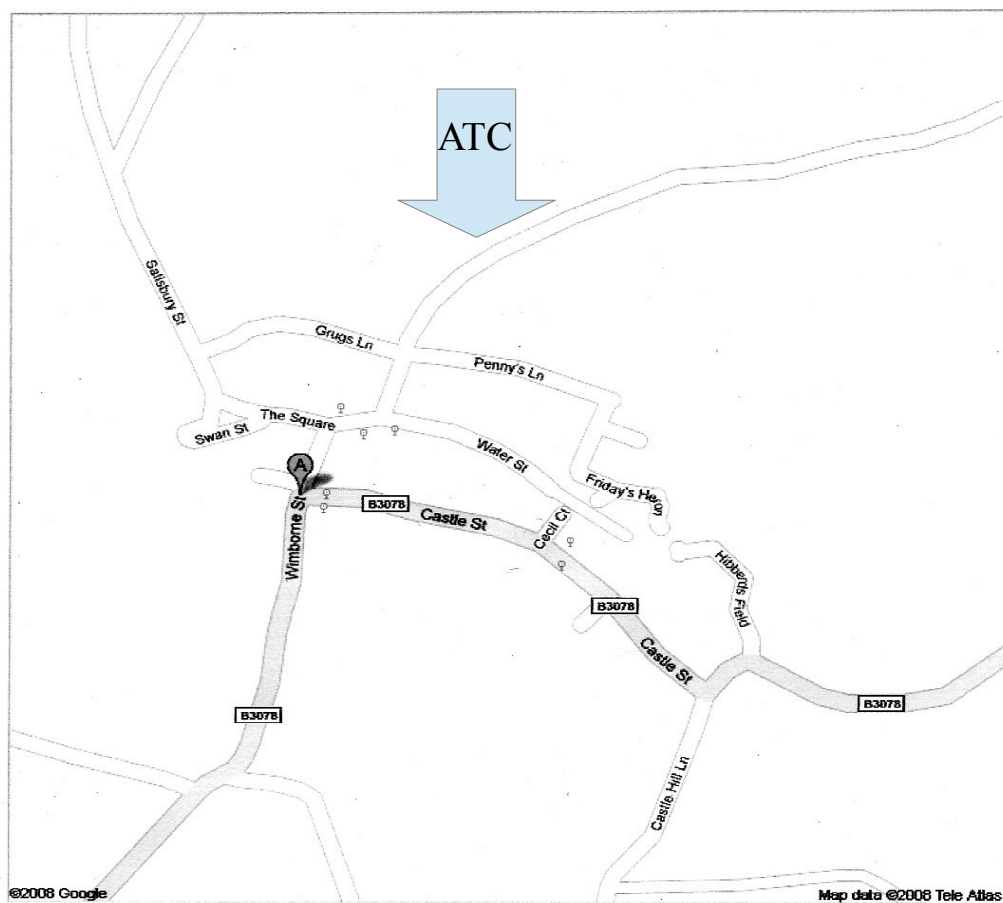 ATC
Salisbury St
Grugs Ln
Penny's Ln
The Square
Swan St
Water St
A
Friday's Heron
B3078
Castle St
Cecil Ct
Wimborne St
Hibberds Field
B3078
Castle St
B3078
B3078
Castle Hill Ln
©2008 Google
Map data ©2008 Tele Atlas